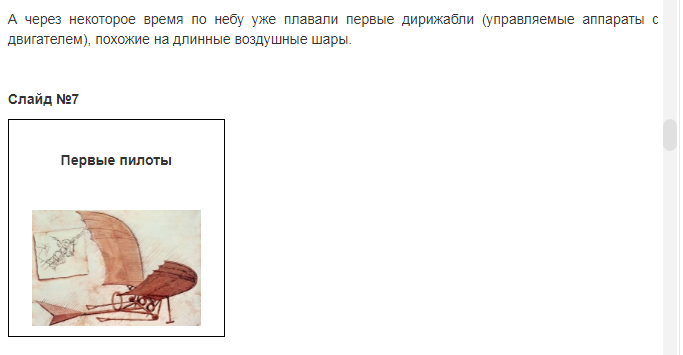 А через некоторое время по небу уже плавали первые дирижабли (управляемые аппараты с
двигателем), похожие на длинные воздушные шары.
Слайд №7
Первые пилоты